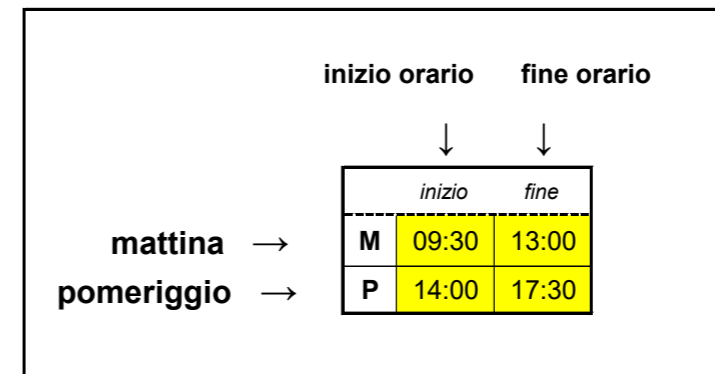 inizio orario fine orario
↓ ↓
inizio fine
mattina → M 09:30 13:00
pomeriggio → P 14:00 17:30